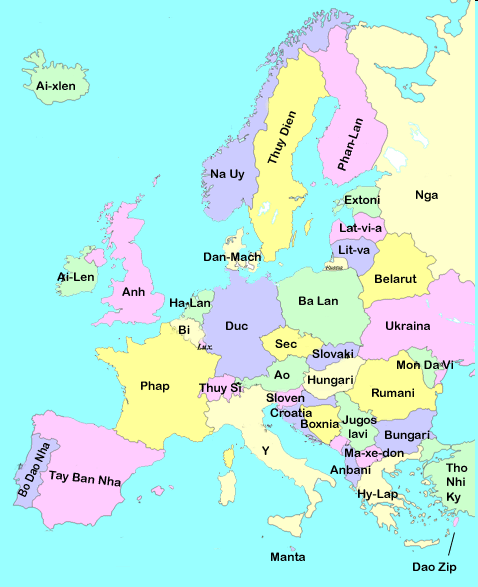 Ai-xlen
Thuy Dien
Phan-Lan
Na Uy
Nga
Extoni
Lat-vi-a
Lit-va
Dan-Mach
Belarut
Ai-Len
Anh
Ha-Lan
Ba Lan
Duc
Bi
Lux.
Ukraina
Sec
Slovaki
Mon Da Vi
Phap
Thuy Si
Ao
Hungari
Rumani
Sloven
Croatia
Boxnia
Jugos
lavi
Bungari
Bo Dao Nha
Tay Ban Nha
Y
Ma-xe-don
Anbani
Hy-Lap
Tho
Nhi
Ky
Manta
Dao Zip